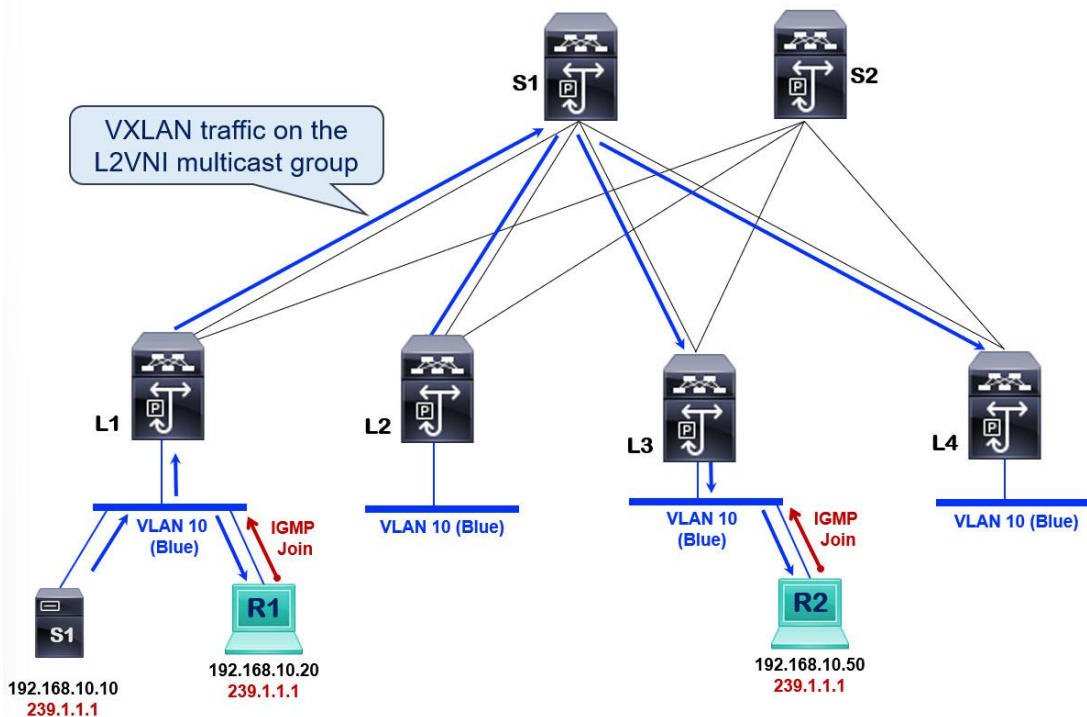 S1
S2
VXLAN traffic on the
L2VNI multicast group
P
P
L1
L2
L3
L4
P
P
P
P
VLAN 10
(Blue)
IGMP
Join
VLAN 10 (Blue)
VLAN 10
(Blue)
IGMP
Join
VLAN 10 (Blue)
S1
R1
R2
192.168.10.10
239.1.1.1
192.168.10.20
239.1.1.1
192.168.10.50
239.1.1.1